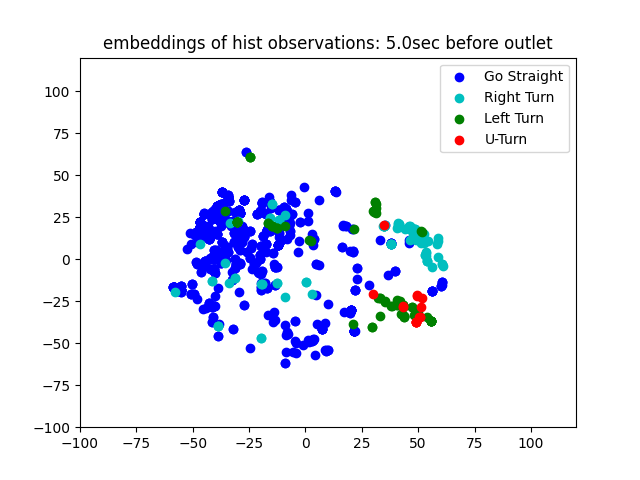 embeddings of hist observations: 5.0sec before outlet
Go Straight
Right Turn
Left Turn
U-Turn
100
75
50
25
0
−25
−50
−75
−100
−100 −75 −50 −25 0 25 50 75 100